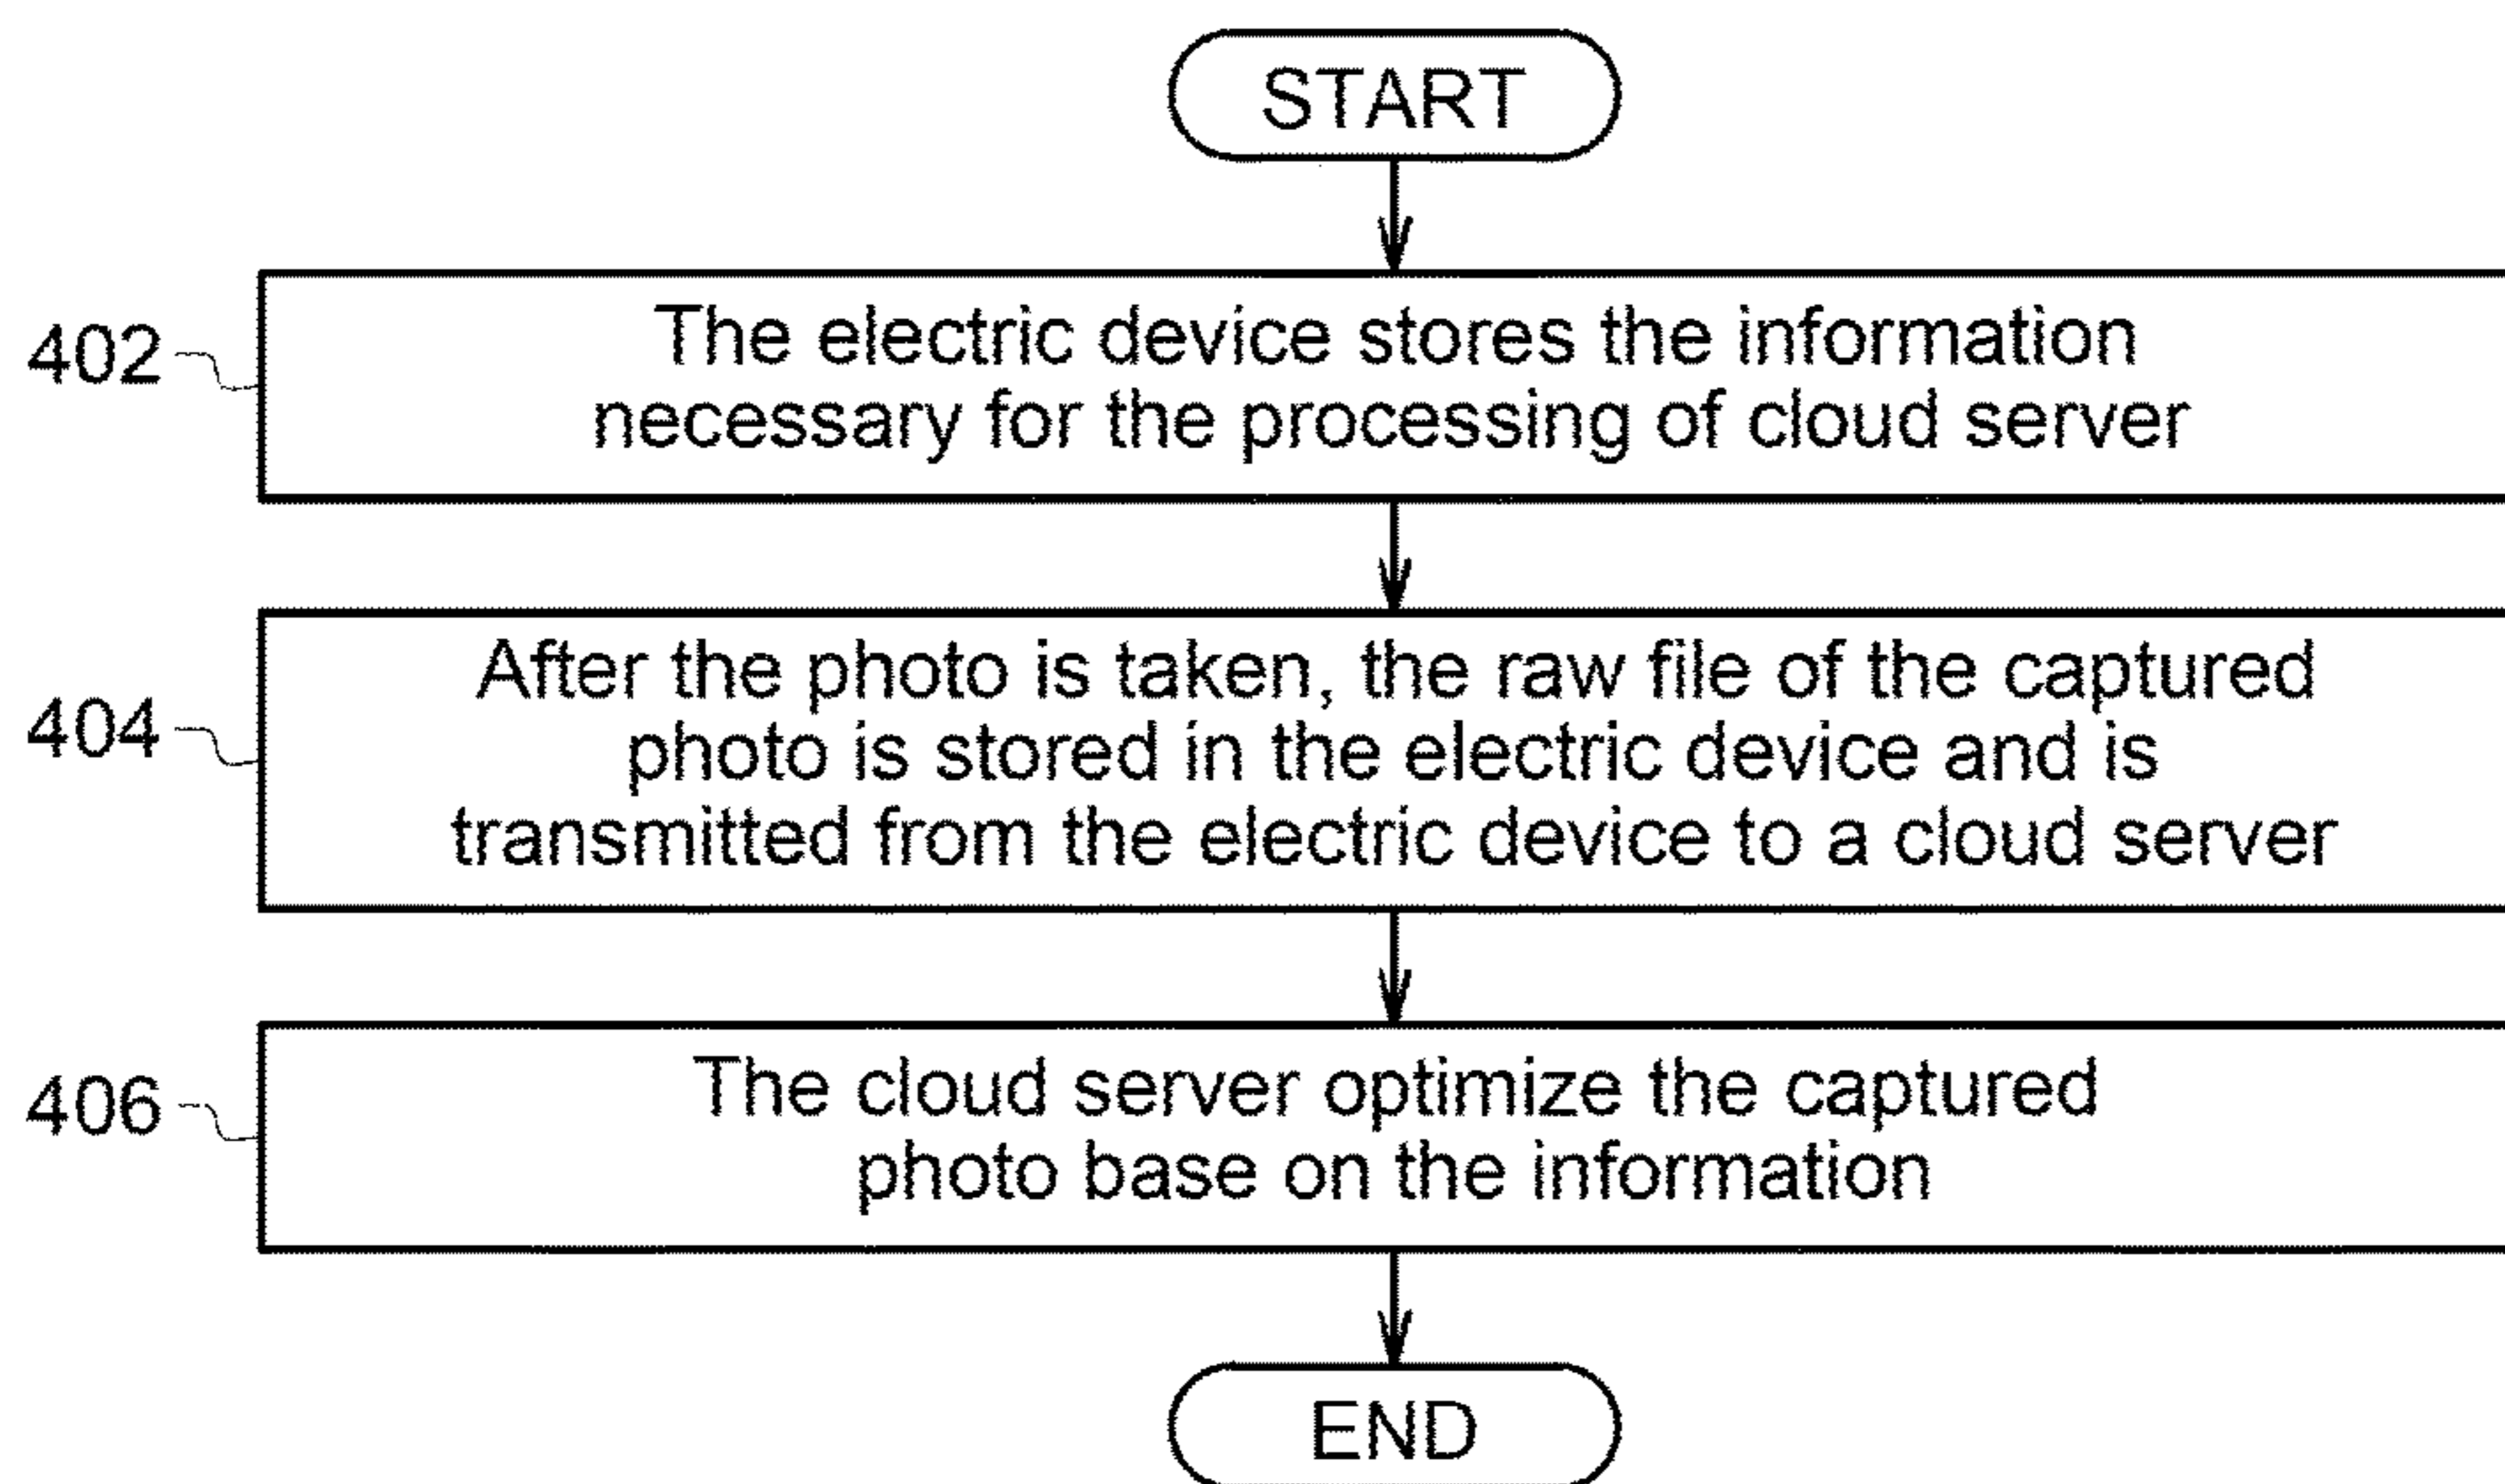 START
402
The electric device stores the information
necessary for the processing of cloud server
404
After the photo is taken, the raw file of the captured
photo is stored in the electric device and is
transmitted from the electric device to a cloud server
406
The cloud server optimize the captured
photo base on the information
END